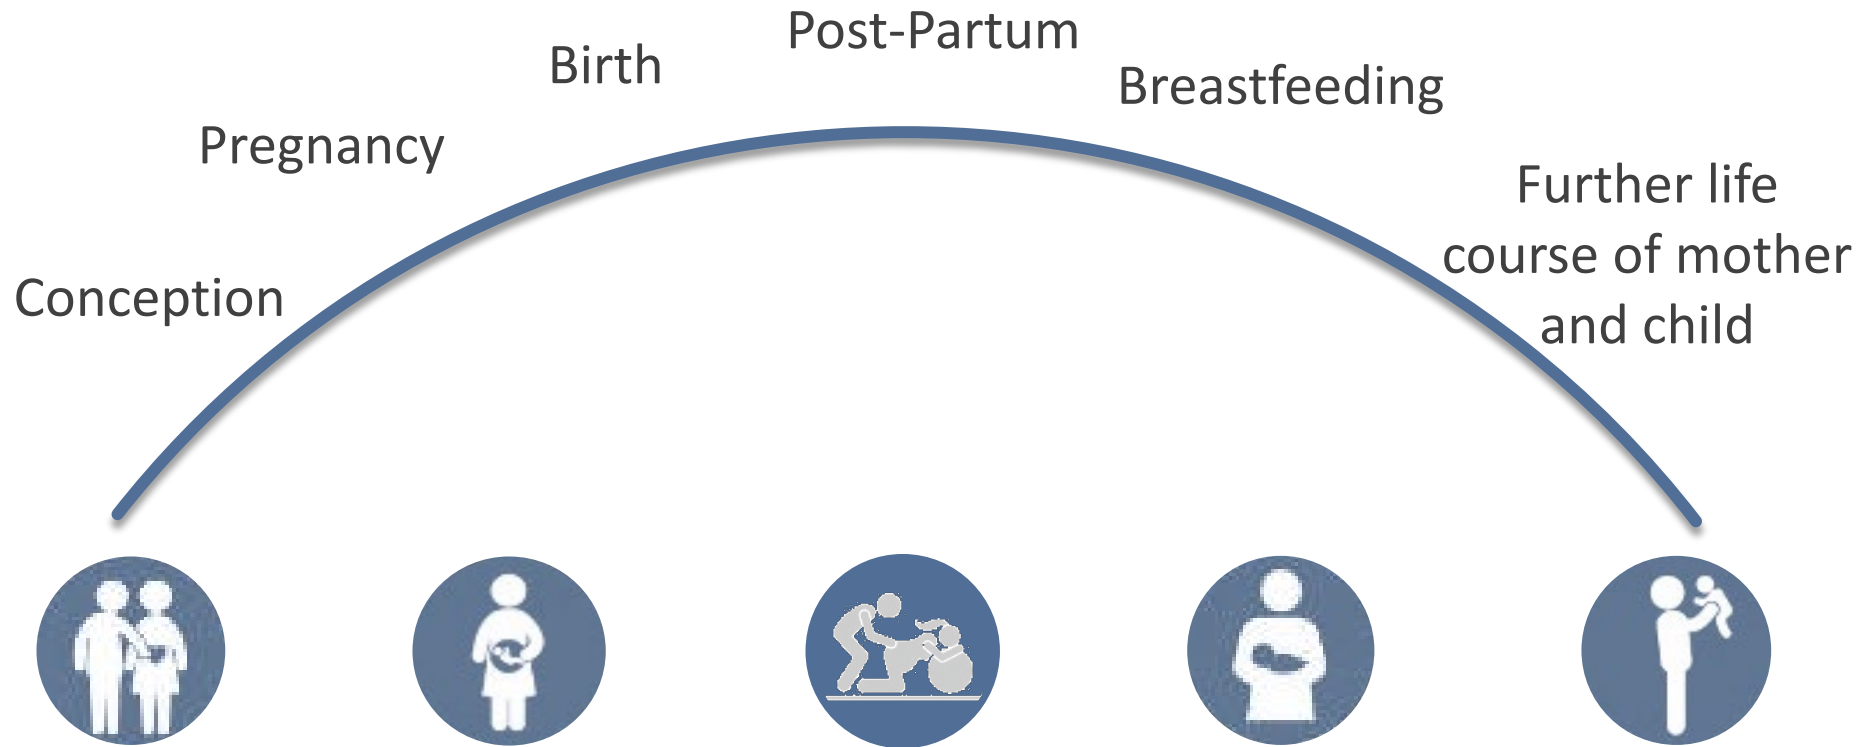 Conception
Pregnancy
Birth
Post-Partum
Breastfeeding
Further life
course of mother
and child